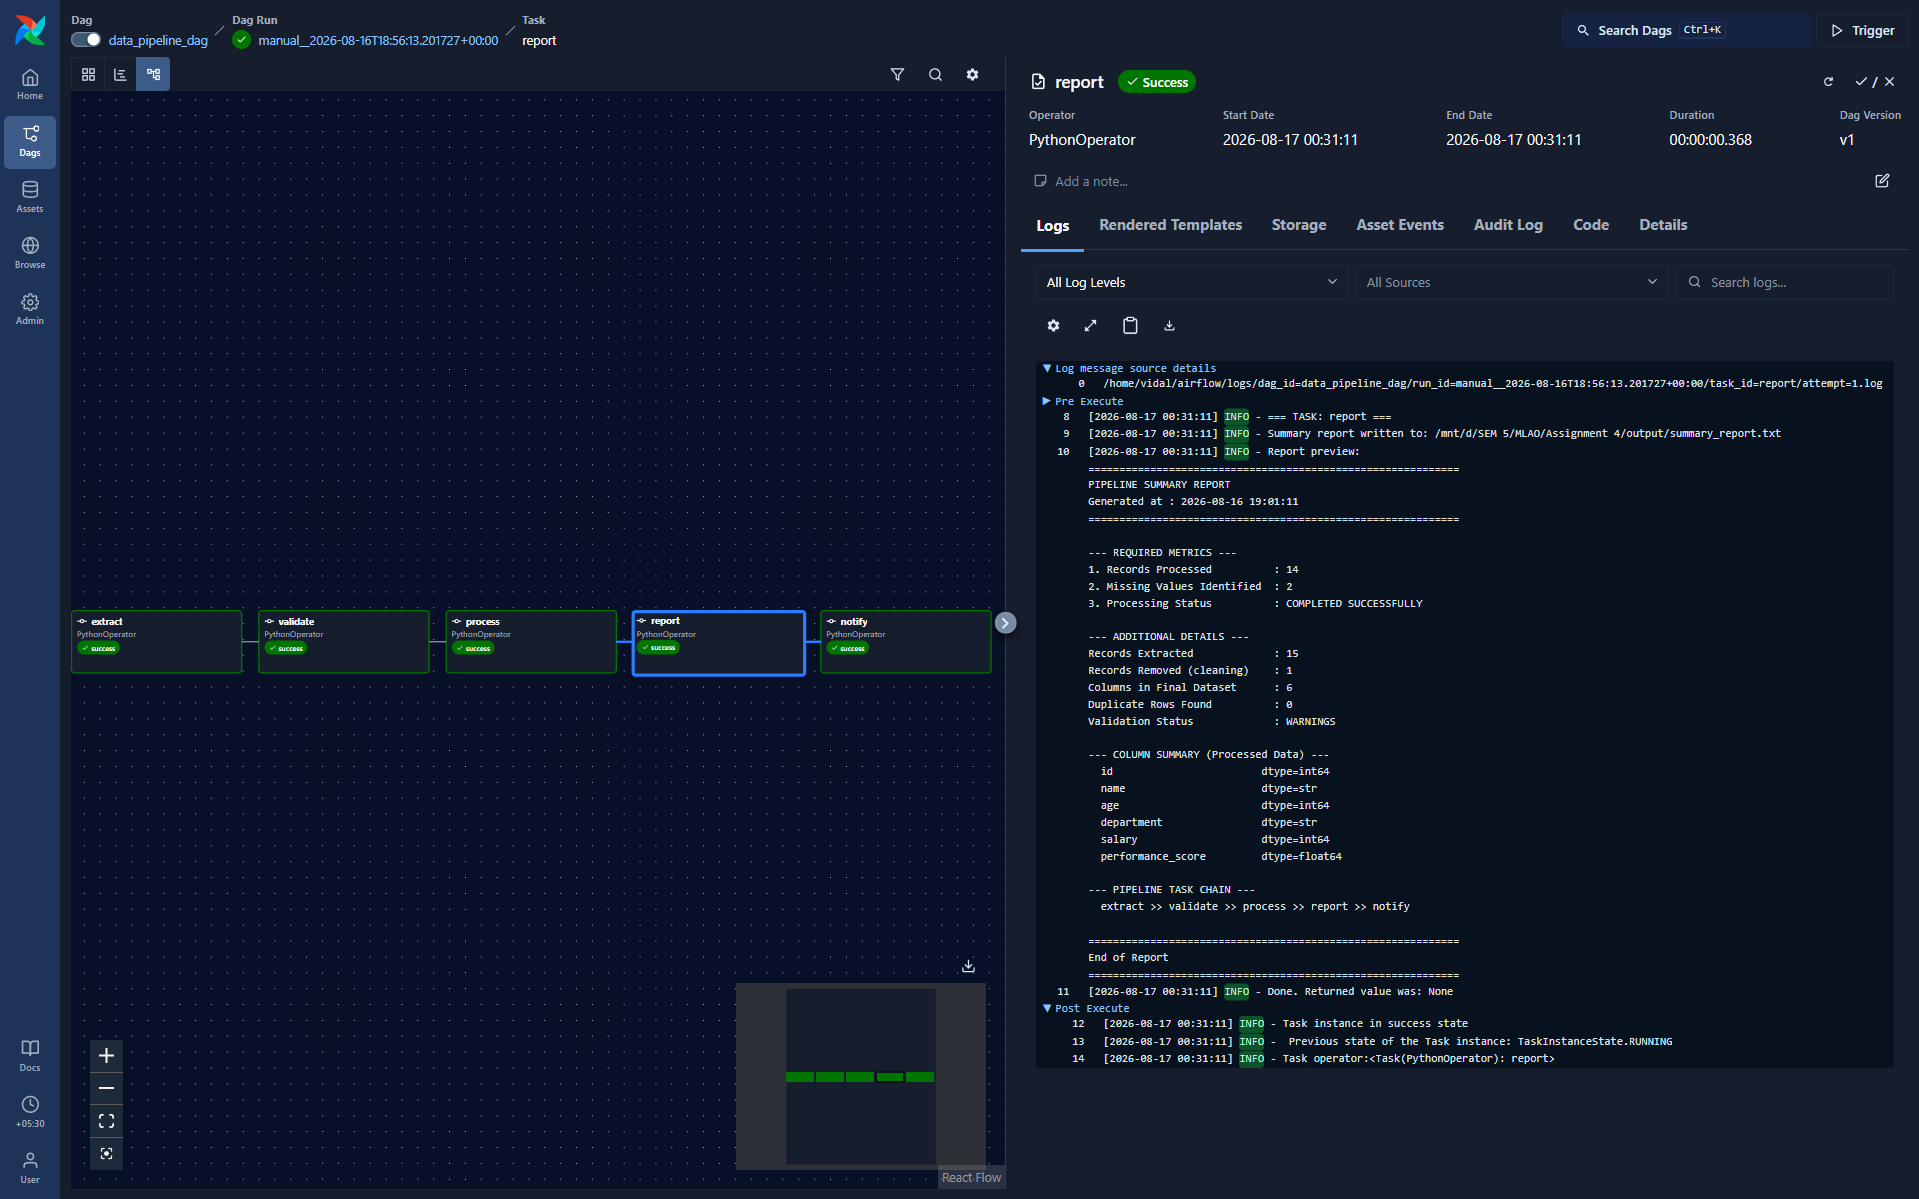 Dag
data_pipeline_dag
Dag Run
manual__2026-08-16T18:56:13.201727+00:00
Task
report
Search Dags Ctrl+K
Trigger
Home
Dags
Assets
Browse
Admin
Docs
+05:30
User
extract
PythonOperator
success
validate
PythonOperator
success
process
PythonOperator
success
report
PythonOperator
success
notify
PythonOperator
success
React Flow
report Success
Operator Start Date End Date Duration Dag Version
PythonOperator 2026-08-17 00:31:11 2026-08-17 00:31:11 00:00:00.368 v1
Add a note...
Logs Rendered Templates Storage Asset Events Audit Log Code Details
All Log Levels All Sources Search logs...
Log message source details
0 /home/vidal/airflow/logs/dag_id=data_pipeline_dag/run_id=manual__2026-08-16T18:56:13.201727+00:00/task_id=report/attempt=1.log
Pre Execute
8 [2026-08-17 00:31:11] INFO - === TASK: report ===
9 [2026-08-17 00:31:11] INFO - Summary report written to: /mnt/d/SEM 5/MLAO/Assignment 4/output/summary_report.txt
10 [2026-08-17 00:31:11] INFO - Report preview:
============================================================
PIPELINE SUMMARY REPORT
Generated at : 2026-08-16 19:01:11
============================================================
--- REQUIRED METRICS ---
1. Records Processed : 14
2. Missing Values Identified : 2
3. Processing Status : COMPLETED SUCCESSFULLY
--- ADDITIONAL DETAILS ---
Records Extracted : 15
Records Removed (cleaning) : 1
Columns in Final Dataset : 6
Duplicate Rows Found : 0
Validation Status : WARNINGS
--- COLUMN SUMMARY (Processed Data) ---
id dtype=int64
name dtype=str
age dtype=int64
department dtype=str
salary dtype=int64
performance_score dtype=float64
--- PIPELINE TASK CHAIN ---
extract >> validate >> process >> report >> notify
============================================================
End of Report
============================================================
11 [2026-08-17 00:31:11] INFO - Done. Returned value was: None
Post Execute
12 [2026-08-17 00:31:11] INFO - Task instance in success state
13 [2026-08-17 00:31:11] INFO - Previous state of the Task instance: TaskInstanceState.RUNNING
14 [2026-08-17 00:31:11] INFO - Task operator:<Task(PythonOperator): report>